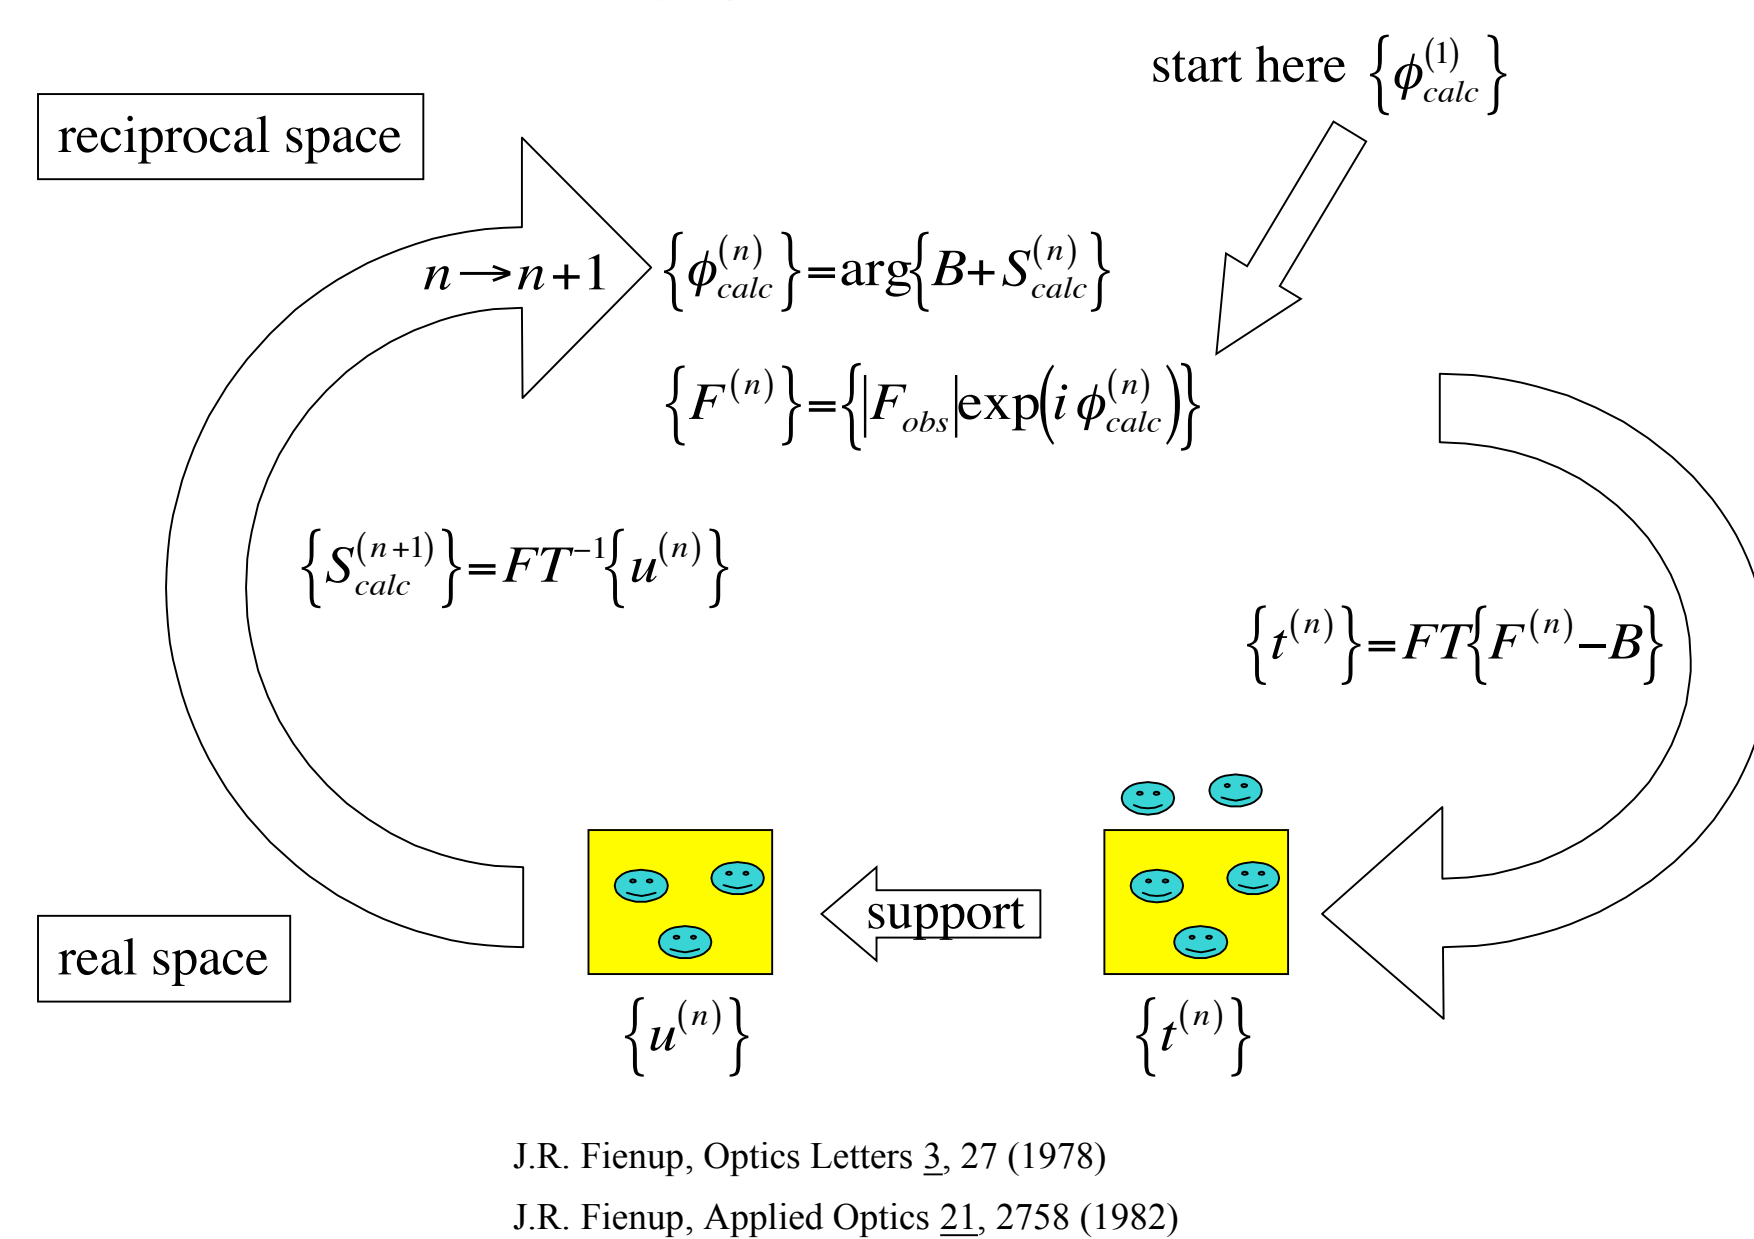 start here {ϕ_calc^(1)}
reciprocal space
n→n+1 {ϕ_calc^(n)}=arg{B+S_calc^(n)}
{F^(n)}={|F_obs|exp(i ϕ_calc^(n))}
{S_calc^(n+1)}=FT^−1{u^(n)}
{t^(n)}=FT{F^(n)−B}
support
real space
{u^(n)} {t^(n)}
J.R. Fienup, Optics Letters 3, 27 (1978)
J.R. Fienup, Applied Optics 21, 2758 (1982)